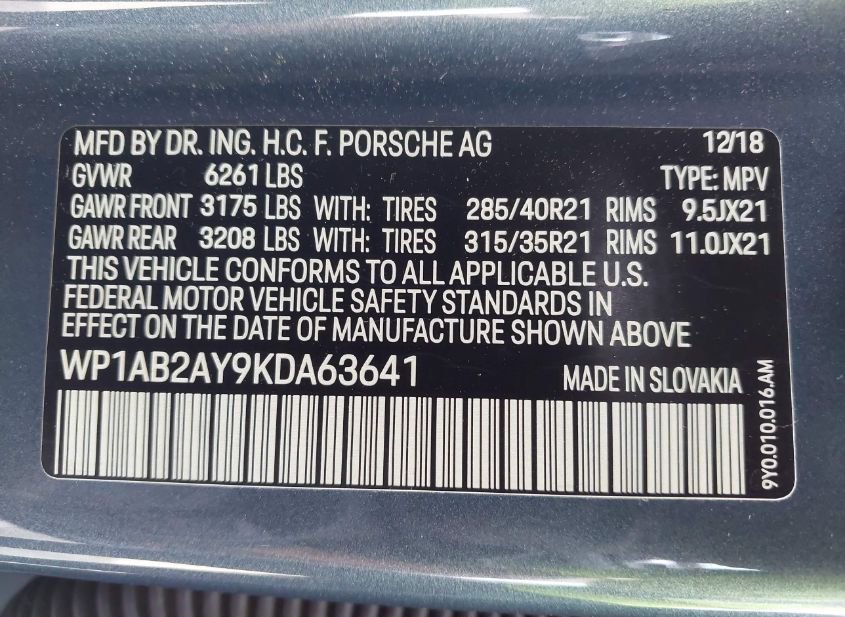 MFD BY DR. ING. H.C. F. PORSCHE AG 12/18
GVWR 6261 LBS TYPE: MPV
GAWR FRONT 3175 LBS WITH: TIRES 285/40R21 RIMS 9.5JX21
GAWR REAR 3208 LBS WITH: TIRES 315/35R21 RIMS 11.0JX21
THIS VEHICLE CONFORMS TO ALL APPLICABLE U.S.
FEDERAL MOTOR VEHICLE SAFETY STANDARDS IN
EFFECT ON THE DATE OF MANUFACTURE SHOWN ABOVE
WP1AB2AY9KDA63641 MADE IN SLOVAKIA
9Y0.010.016.AM